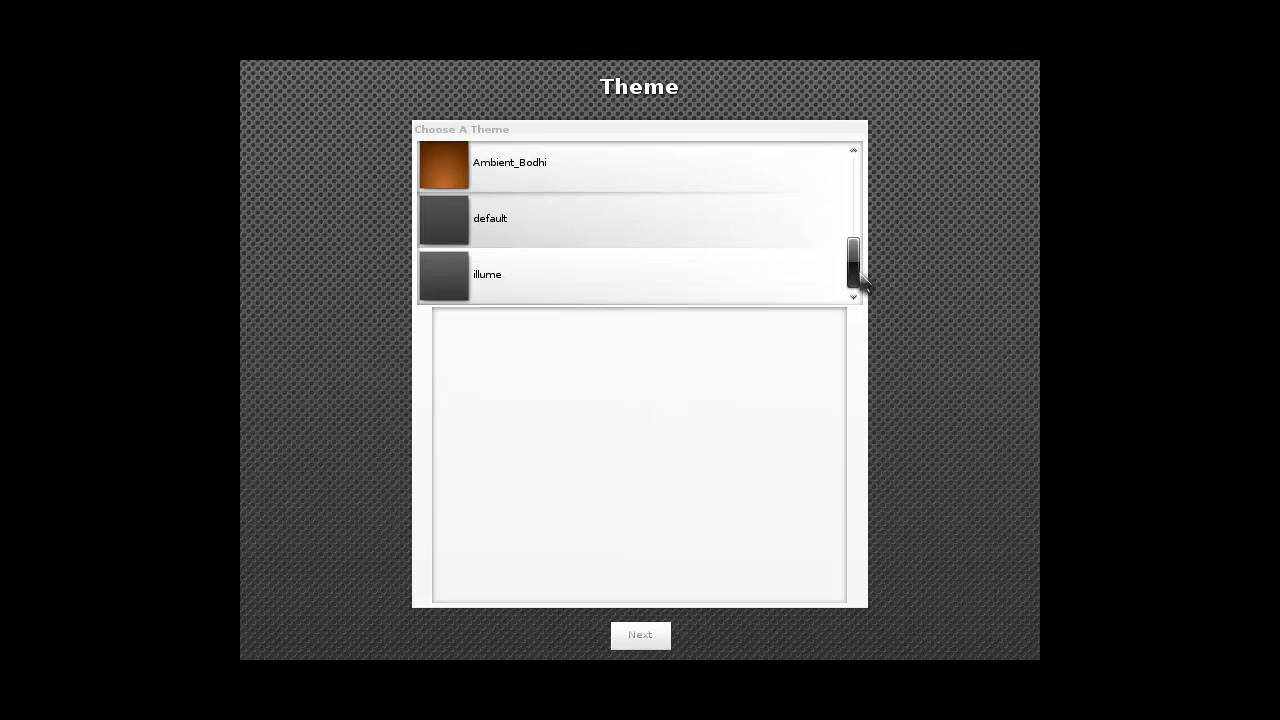 Theme
Choose A Theme
Ambient_Bodhi
default
illume
Next